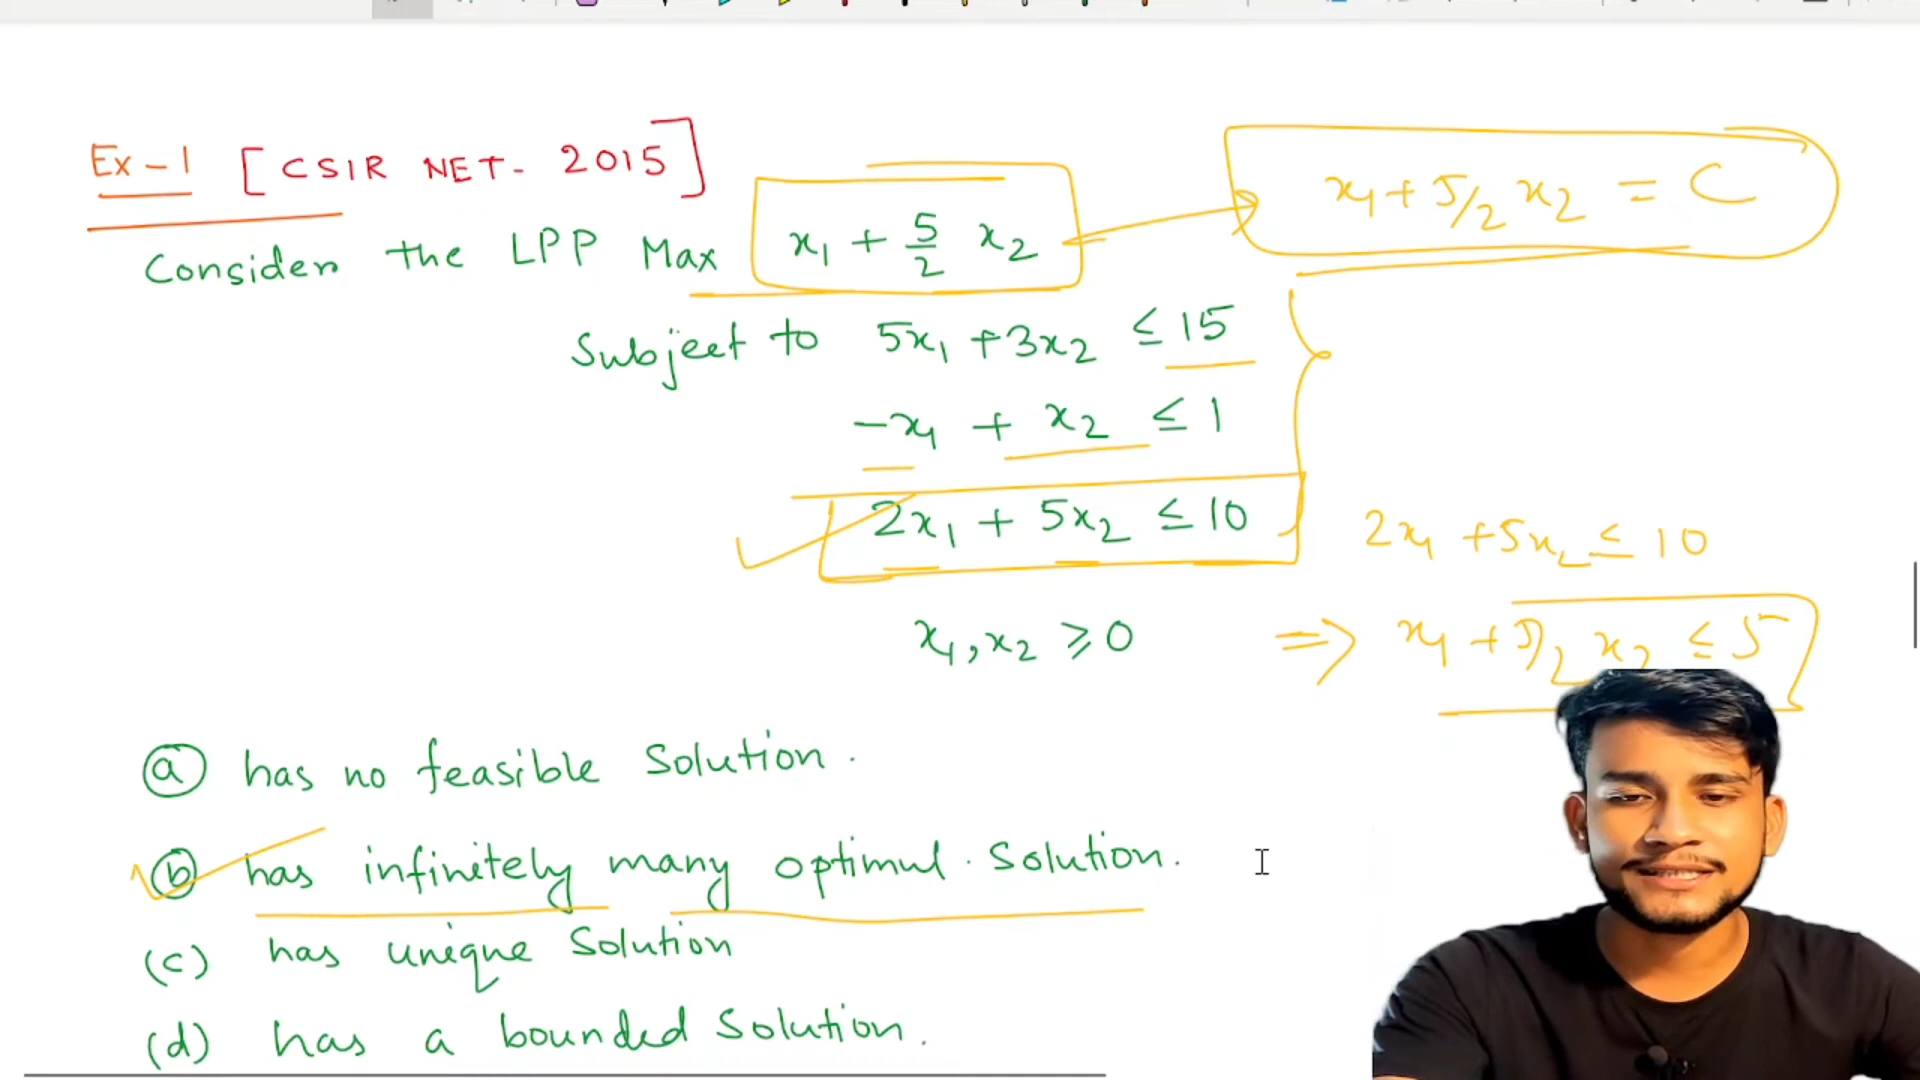 Ex-1 [CSIR NET- 2015]
Consider the LPP Max x₁ + 5/2 x₂
x₁ + 5/2 x₂ = C
Subject to 5x₁ + 3x₂ ≤ 15
-x₁ + x₂ ≤ 1
2x₁ + 5x₂ ≤ 10
2x₁ + 5x₂ ≤ 10
x₁, x₂ ≥ 0
⇒ x₁ + 5/2 x₂ ≤ 5
(a) has no feasible Solution.
(b) has infinitely many optimul. Solution.
(c) has unique Solution
(d) has a bounded Solution.